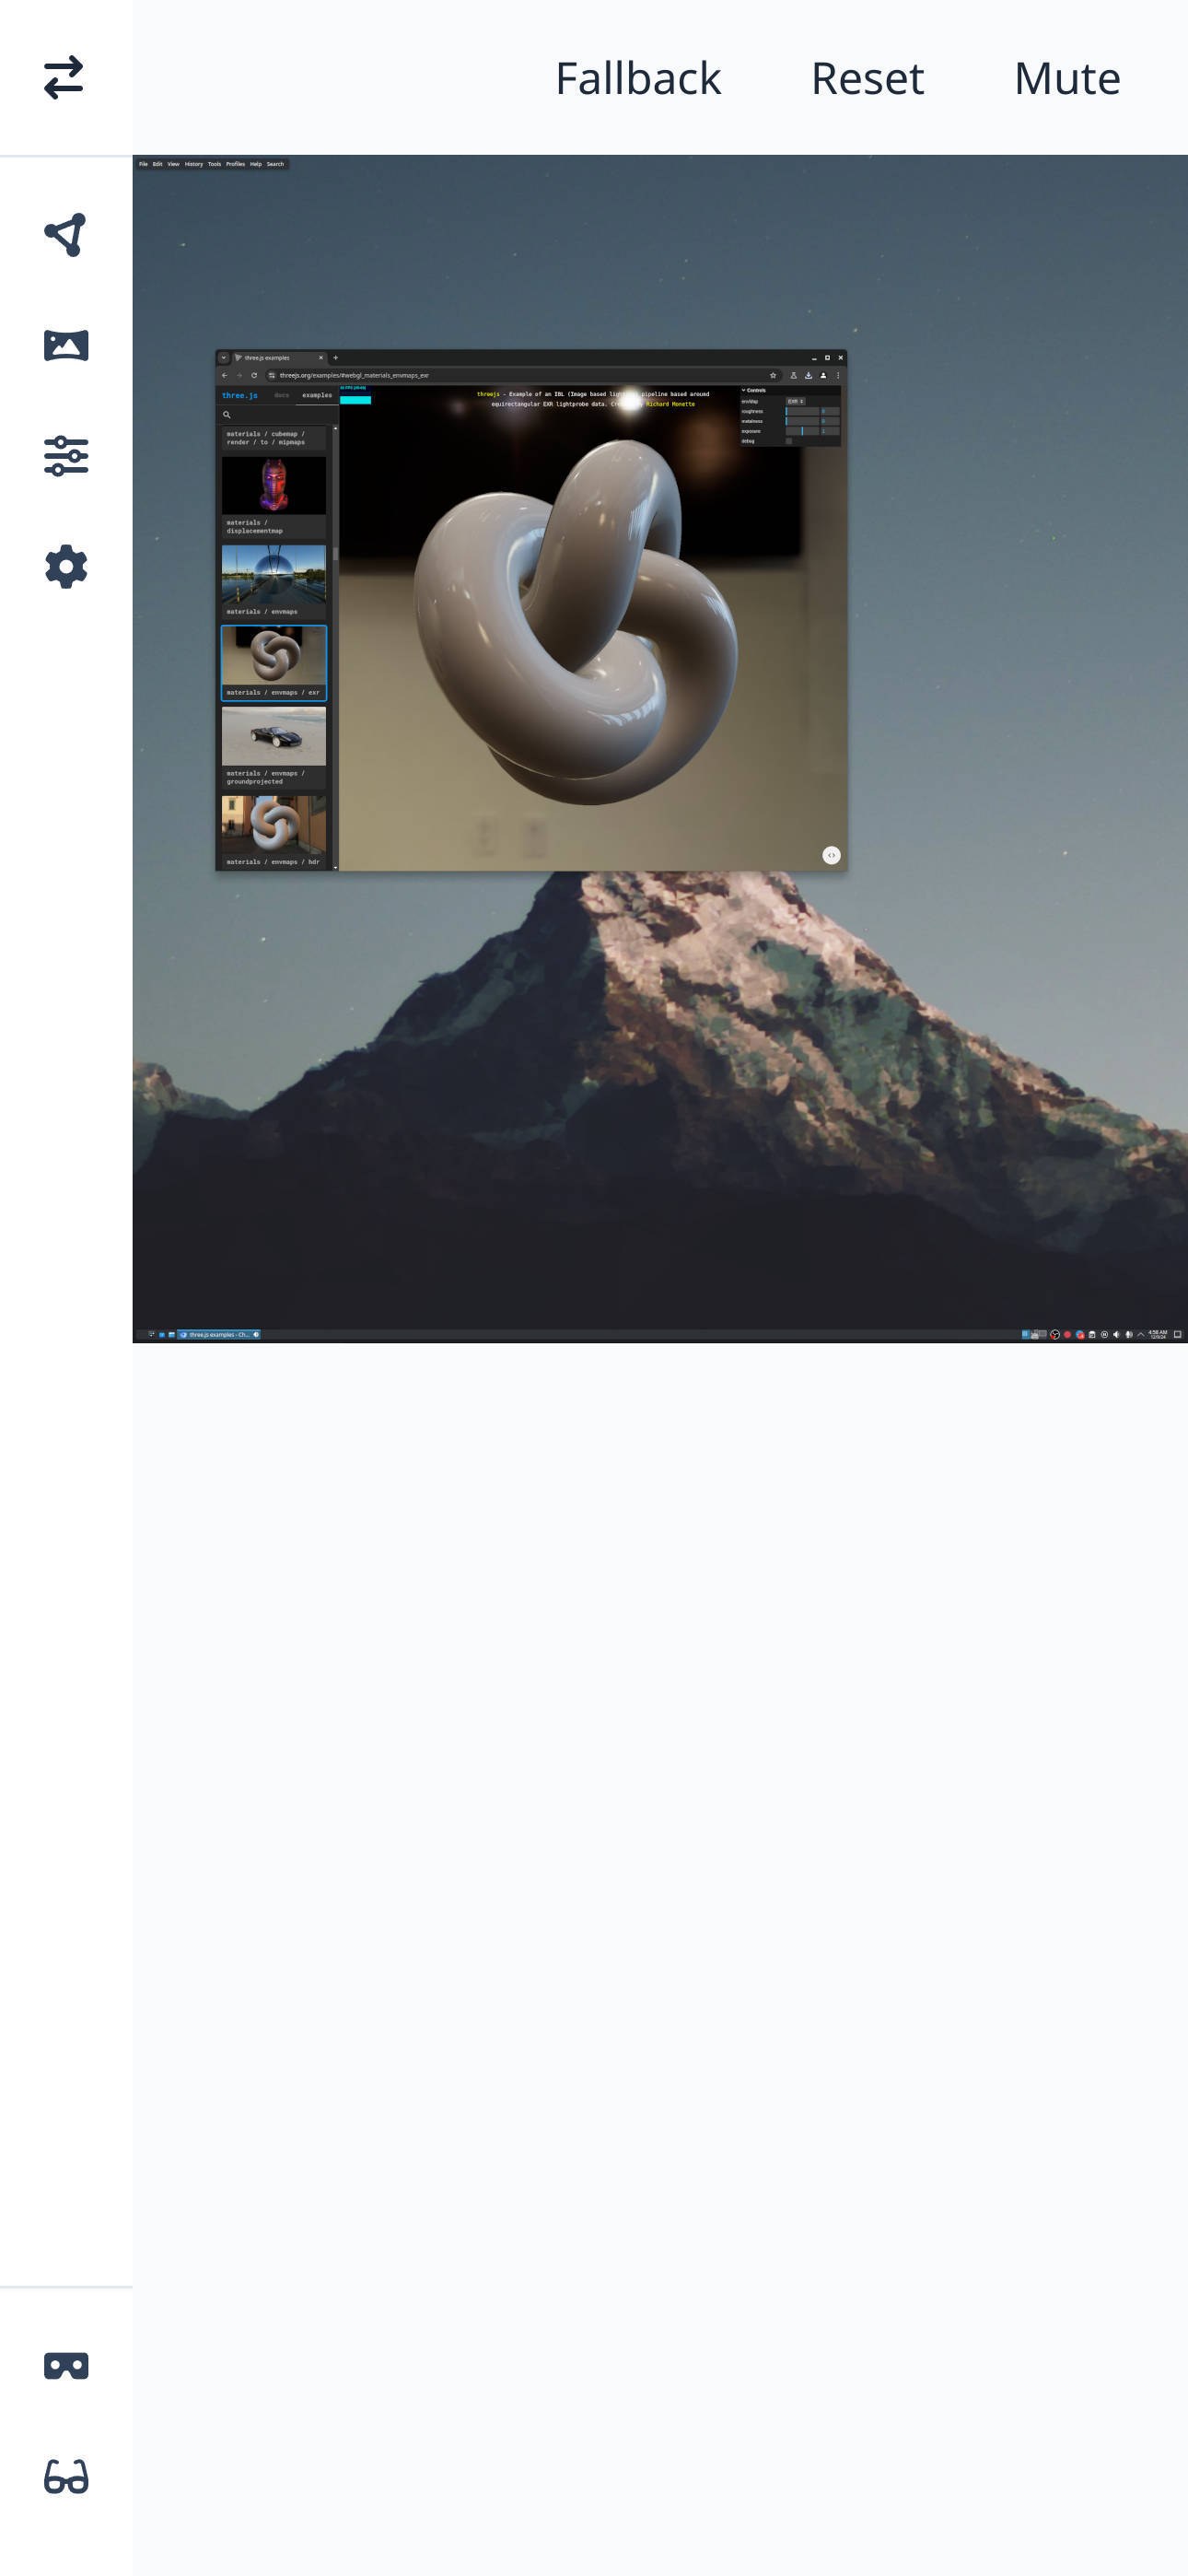 Fallback Reset Mute
File Edit View History Tools Profiles Help Search
three.js examples
threejs.org/examples/#webgl_materials_envmaps_exr
three.js docs examples
threejs - Example of an IBL (Image based pipeline based around
equirectangular EXR lightprobe data. Richard Monette
Controls
envMap EXR
roughness
metalness
exposure
debug
materials / cubemap /
render / to / mipmaps
materials /
displacementmap
materials / envmaps
materials / envmaps / exr
materials / envmaps /
groundprojected
materials / envmaps / hdr
three.js examples - Ch...
4:56 AM